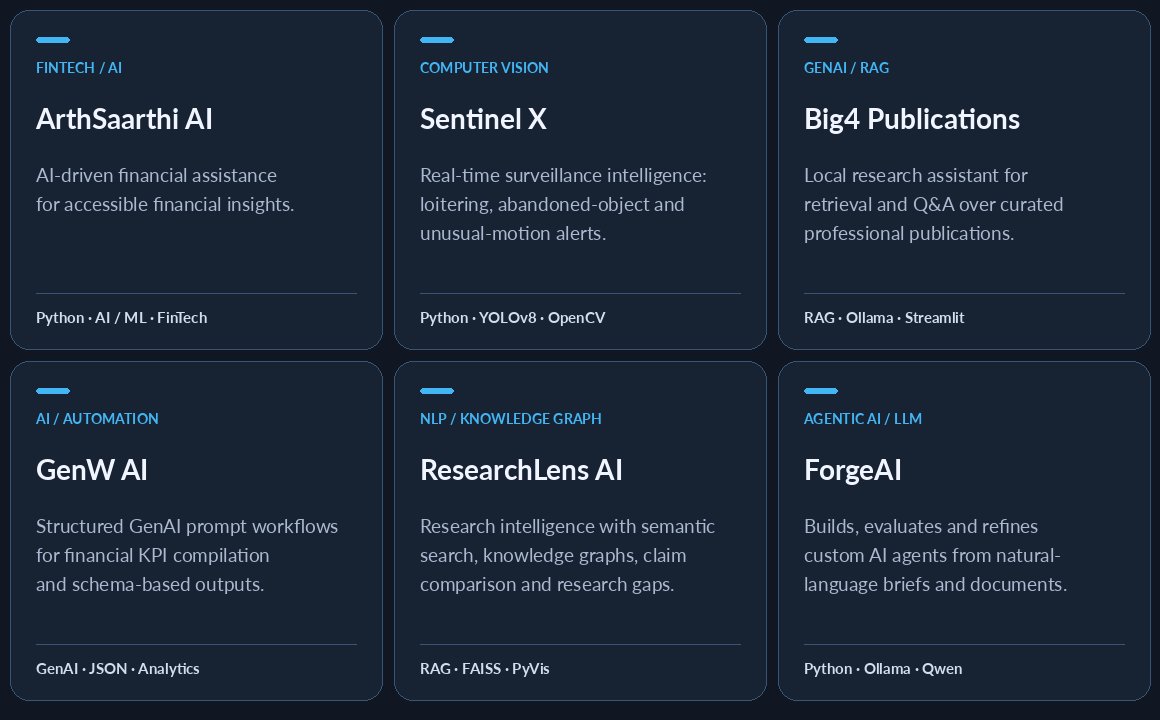 FINTECH / AI
ArthSaarthi AI
AI-driven financial assistance
for accessible financial insights.
Python · AI / ML · FinTech
COMPUTER VISION
Sentinel X
Real-time surveillance intelligence:
loitering, abandoned-object and
unusual-motion alerts.
Python · YOLOv8 · OpenCV
GENAI / RAG
Big4 Publications
Local research assistant for
retrieval and Q&A over curated
professional publications.
RAG · Ollama · Streamlit
AI / AUTOMATION
GenW AI
Structured GenAI prompt workflows
for financial KPI compilation
and schema-based outputs.
GenAI · JSON · Analytics
NLP / KNOWLEDGE GRAPH
ResearchLens AI
Research intelligence with semantic
search, knowledge graphs, claim
comparison and research gaps.
RAG · FAISS · PyVis
AGENTIC AI / LLM
ForgeAI
Builds, evaluates and refines
custom AI agents from natural-
language briefs and documents.
Python · Ollama · Qwen